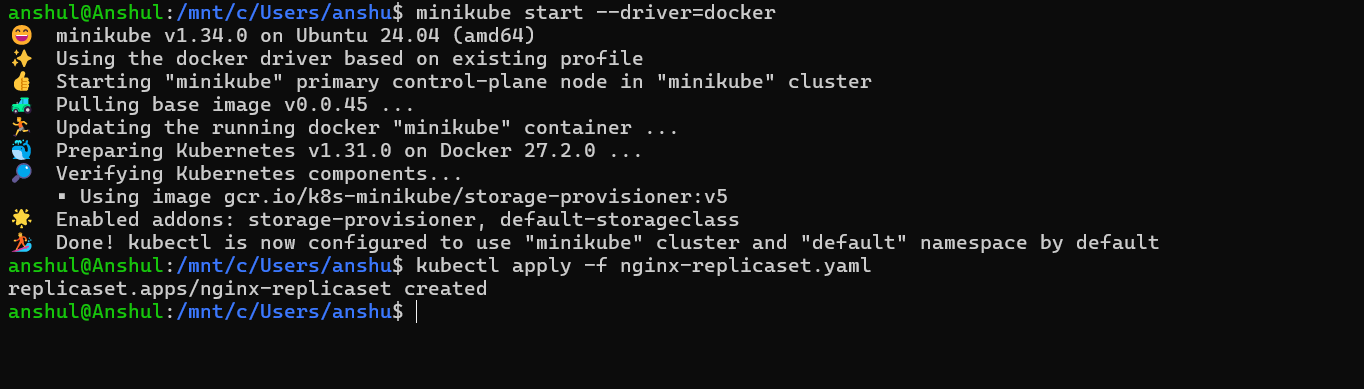 anshul@Anshul:/mnt/c/Users/anshu$ minikube start --driver=docker
😄  minikube v1.34.0 on Ubuntu 24.04 (amd64)
✨  Using the docker driver based on existing profile
👍  Starting "minikube" primary control-plane node in "minikube" cluster
🚜  Pulling base image v0.0.45 ...
🏃  Updating the running docker "minikube" container ...
🐳  Preparing Kubernetes v1.31.0 on Docker 27.2.0 ...
🔎  Verifying Kubernetes components...
    ▪ Using image gcr.io/k8s-minikube/storage-provisioner:v5
🌟  Enabled addons: storage-provisioner, default-storageclass
🏄  Done! kubectl is now configured to use "minikube" cluster and "default" namespace by default
anshul@Anshul:/mnt/c/Users/anshu$ kubectl apply -f nginx-replicaset.yaml
replicaset.apps/nginx-replicaset created
anshul@Anshul:/mnt/c/Users/anshu$